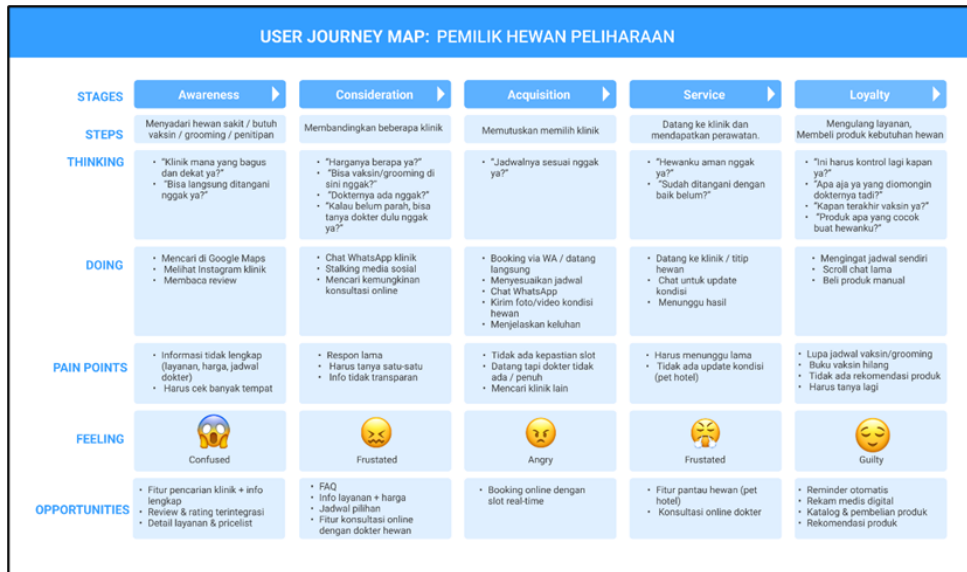 USER JOURNEY MAP: PEMILIK HEWAN PELIHARAAN
STAGES
Awareness
Consideration
Acquisition
Service
Loyalty
STEPS
Menyadari hewan sakit / butuh
vaksin / grooming / penitipan
Membandingkan beberapa klinik
Memutuskan memilih klinik
Datang ke klinik dan
mendapatkan perawatan.
Mengulang layanan,
Membeli produk kebutuhan hewan
THINKING
• "Klinik mana yang bagus
dan dekat ya?"
• "Bisa langsung ditangani
nggak ya?"
• "Harganya berapa ya?"
• "Bisa vaksin/grooming di
sini nggak?"
• "Dokternya ada nggak?"
• "Kalau belum parah, bisa
tanya dokter dulu nggak
ya?"
• "Jadwalnya sesuai nggak
ya?"
• "Hewanku aman nggak
ya?"
• "Sudah ditangani dengan
baik belum?"
• "Ini harus kontrol lagi kapan
ya?"
• "Apa aja ya yang diomongin
dokternya tadi?"
• "Kapan terakhir vaksin ya?"
• "Produk apa yang cocok
buat hewanku?"
DOING
• Mencari di Google Maps
• Melihat Instagram klinik
• Membaca review
• Chat WhatsApp klinik
• Stalking media sosial
• Mencari kemungkinan
konsultasi online
• Booking via WA / datang
langsung
• Menyesuaikan jadwal
• Chat WhatsApp
• Kirim foto/video kondisi
hewan
• Menjelaskan keluhan
• Datang ke klinik / titip
hewan
• Chat untuk update
kondisi
• Menunggu hasil
• Mengingat jadwal sendiri
• Scroll chat lama
• Beli produk manual
PAIN POINTS
• Informasi tidak lengkap
(layanan, harga, jadwal
dokter)
• Harus cek banyak tempat
• Respon lama
• Harus tanya satu-satu
• Info tidak transparan
• Tidak ada kepastian slot
• Datang tapi dokter tidak
ada / penuh
• Mencari klinik lain
• Harus menunggu lama
• Tidak ada update kondisi
(pet hotel)
• Lupa jadwal vaksin/grooming
• Buku vaksin hilang
• Tidak ada rekomendasi produk
• Harus tanya lagi
FEELING
Confused
Frustated
Angry
Frustated
Guilty
OPPORTUNITIES
• Fitur pencarian klinik + info
lengkap
• Review & rating terintegrasi
• Detail layanan & pricelist
• FAQ
• Info layanan + harga
• Jadwal pilihan
• Fitur konsultasi online
dengan dokter hewan
• Booking online dengan
slot real-time
• Fitur pantau hewan (pet
hotel)
• Konsultasi online dokter
• Reminder otomatis
• Rekam medis digital
• Katalog & pembelian produk
• Rekomendasi produk